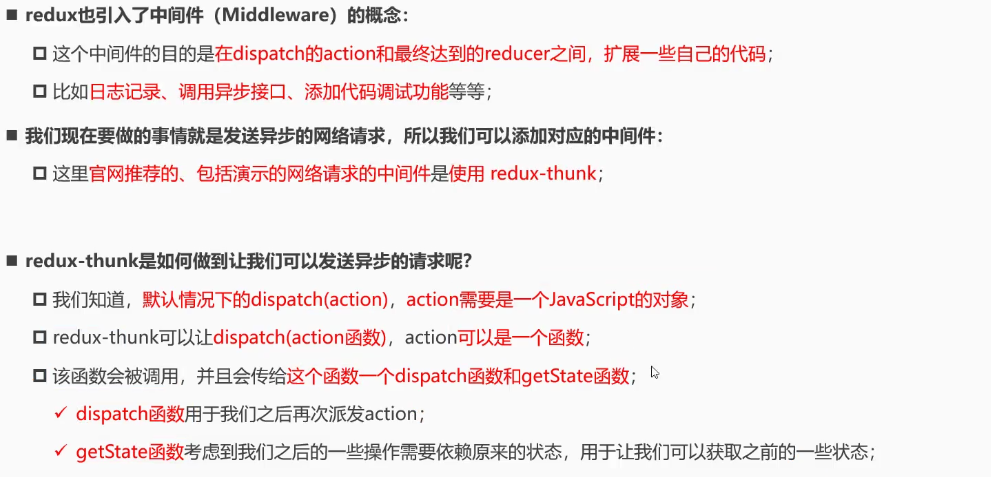 redux也引入了中间件（Middleware）的概念：
这个中间件的目的是在dispatch的action和最终达到的reducer之间，扩展一些自己的代码；
比如日志记录、调用异步接口、添加代码调试功能等等；
我们现在要做的事情就是发送异步的网络请求，所以我们可以添加对应的中间件：
这里官网推荐的、包括演示的网络请求的中间件是使用 redux-thunk；
redux-thunk是如何做到让我们可以发送异步的请求呢？
我们知道，默认情况下的dispatch(action)，action需要是一个JavaScript的对象；
redux-thunk可以让dispatch(action函数)，action可以是一个函数；
该函数会被调用，并且会传给这个函数一个dispatch函数和getState函数；
dispatch函数用于我们之后再次派发action；
getState函数考虑到我们之后的一些操作需要依赖原来的状态，用于让我们可以获取之前的一些状态；